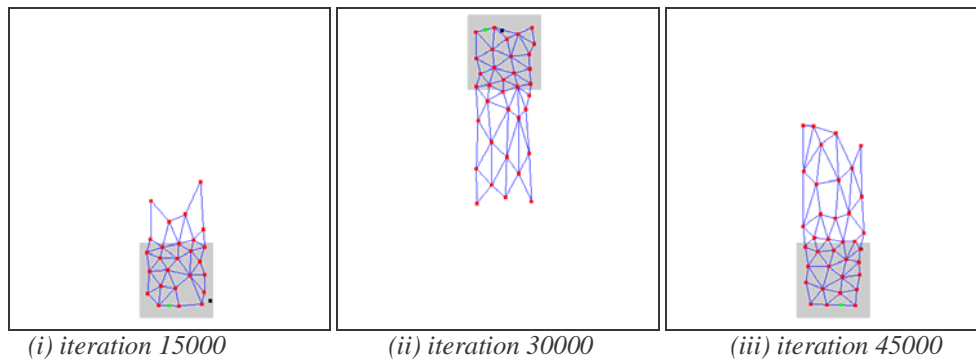 (i) iteration 15000
(ii) iteration 30000
(iii) iteration 45000